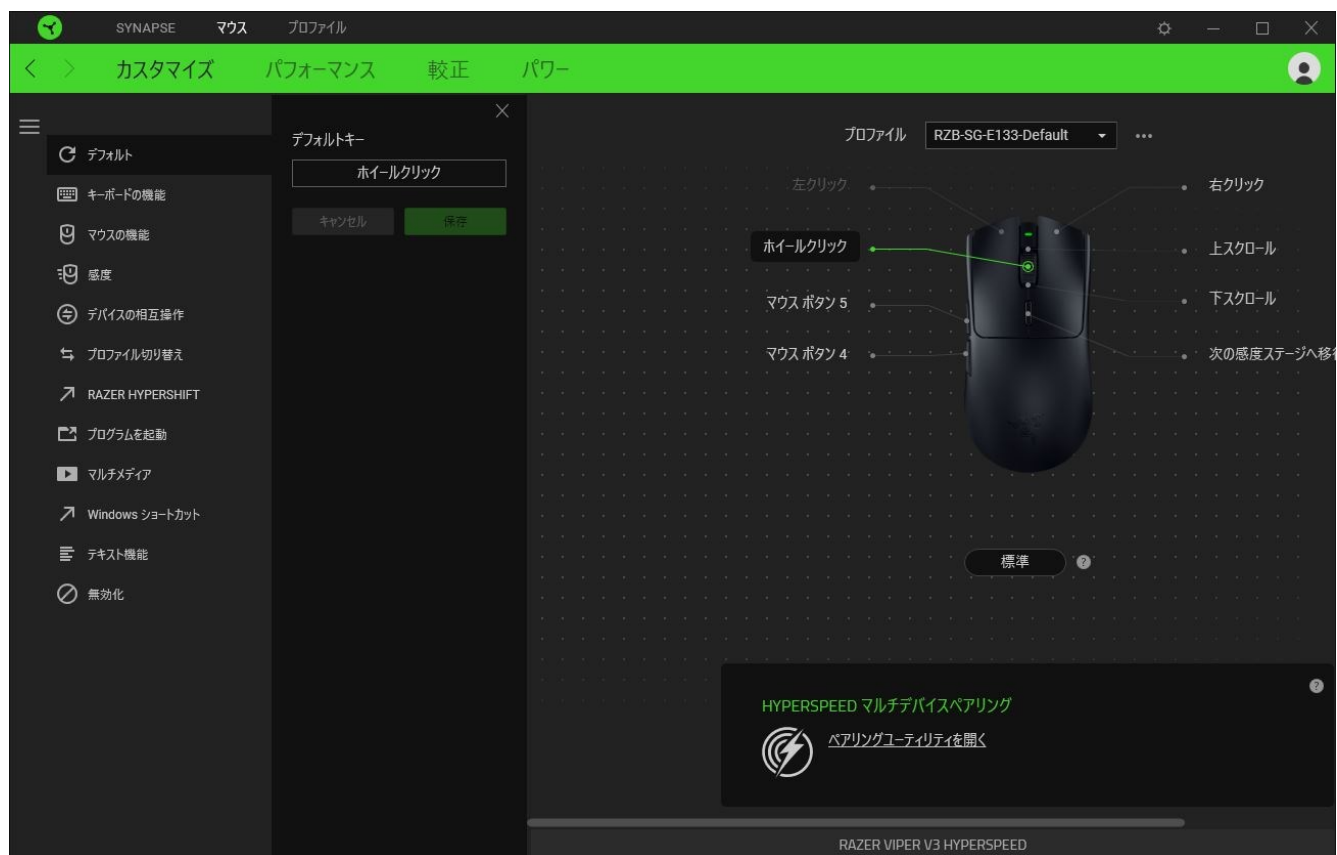 SYNAPSE マウス プロファイル
カスタマイズ パフォーマンス 較正 パワー
デフォルト
キーボードの機能
マウスの機能
感度
デバイスの相互操作
プロファイル切り替え
RAZER HYPERSHIFT
プログラムを起動
マルチメディア
Windows ショートカット
テキスト機能
無効化
デフォルトキー
ホイールクリック
キャンセル 保存
プロファイル RZB-SG-E133-Default
左クリック 右クリック
ホイールクリック 上スクロール
マウス ボタン 5 下スクロール
マウス ボタン 4 次の感度ステージへ移行
標準 ?
?
HYPERSPEED マルチデバイスペアリング
ペアリングユーティリティを開く
RAZER VIPER V3 HYPERSPEED